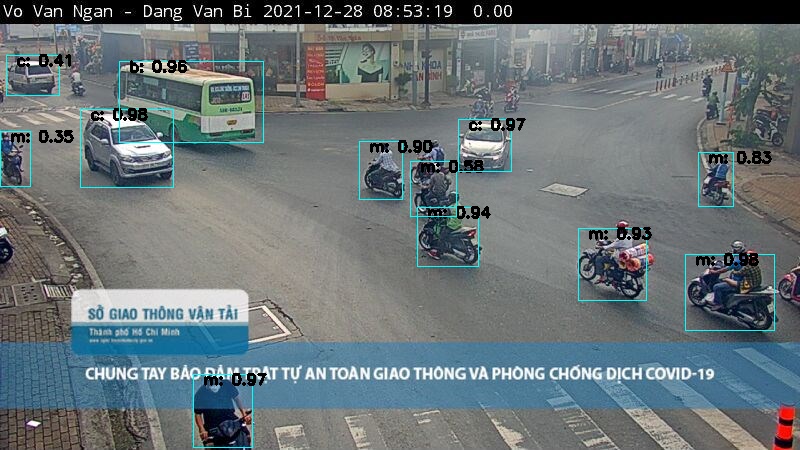 Vo Van Ngan - Dang Van Bi 2021-12-28 08:53:19 0.00
c: 0.41
b: 0.96
c: 0.98
m: 0.35
m: 0.90
c: 0.97
m: 0.58
m: 0.94
m: 0.83
m: 0.93
m: 0.98
NHA KHOA
SỞ GIAO THÔNG VẬN TẢI
Thành phố Hồ Chí Minh
CHUNG TAY BẢO ĐẢM TRẬT TỰ AN TOÀN GIAO THÔNG VÀ PHÒNG CHỐNG DỊCH COVID-19
m: 0.97